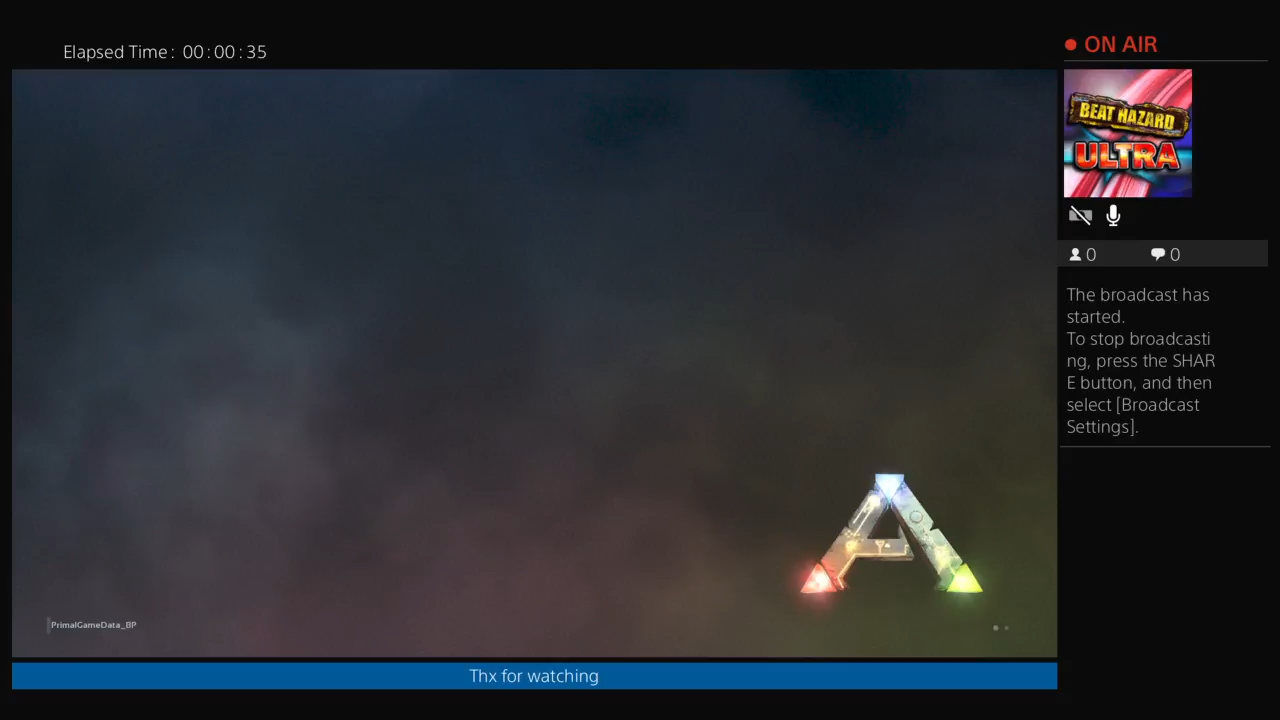 Elapsed Time: 00:00:35
ON AIR
BEAT HAZARD
ULTRA
0 0
The broadcast has
started.
To stop broadcasti
ng, press the SHAR
E button, and then
select [Broadcast
Settings].
PrimalGameData_BP
Thx for watching